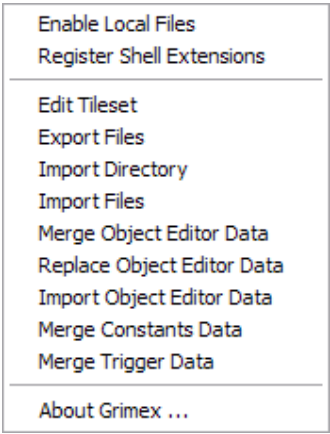 Enable Local Files
Register Shell Extensions
Edit Tileset
Export Files
Import Directory
Import Files
Merge Object Editor Data
Replace Object Editor Data
Import Object Editor Data
Merge Constants Data
Merge Trigger Data
About Grimex ...